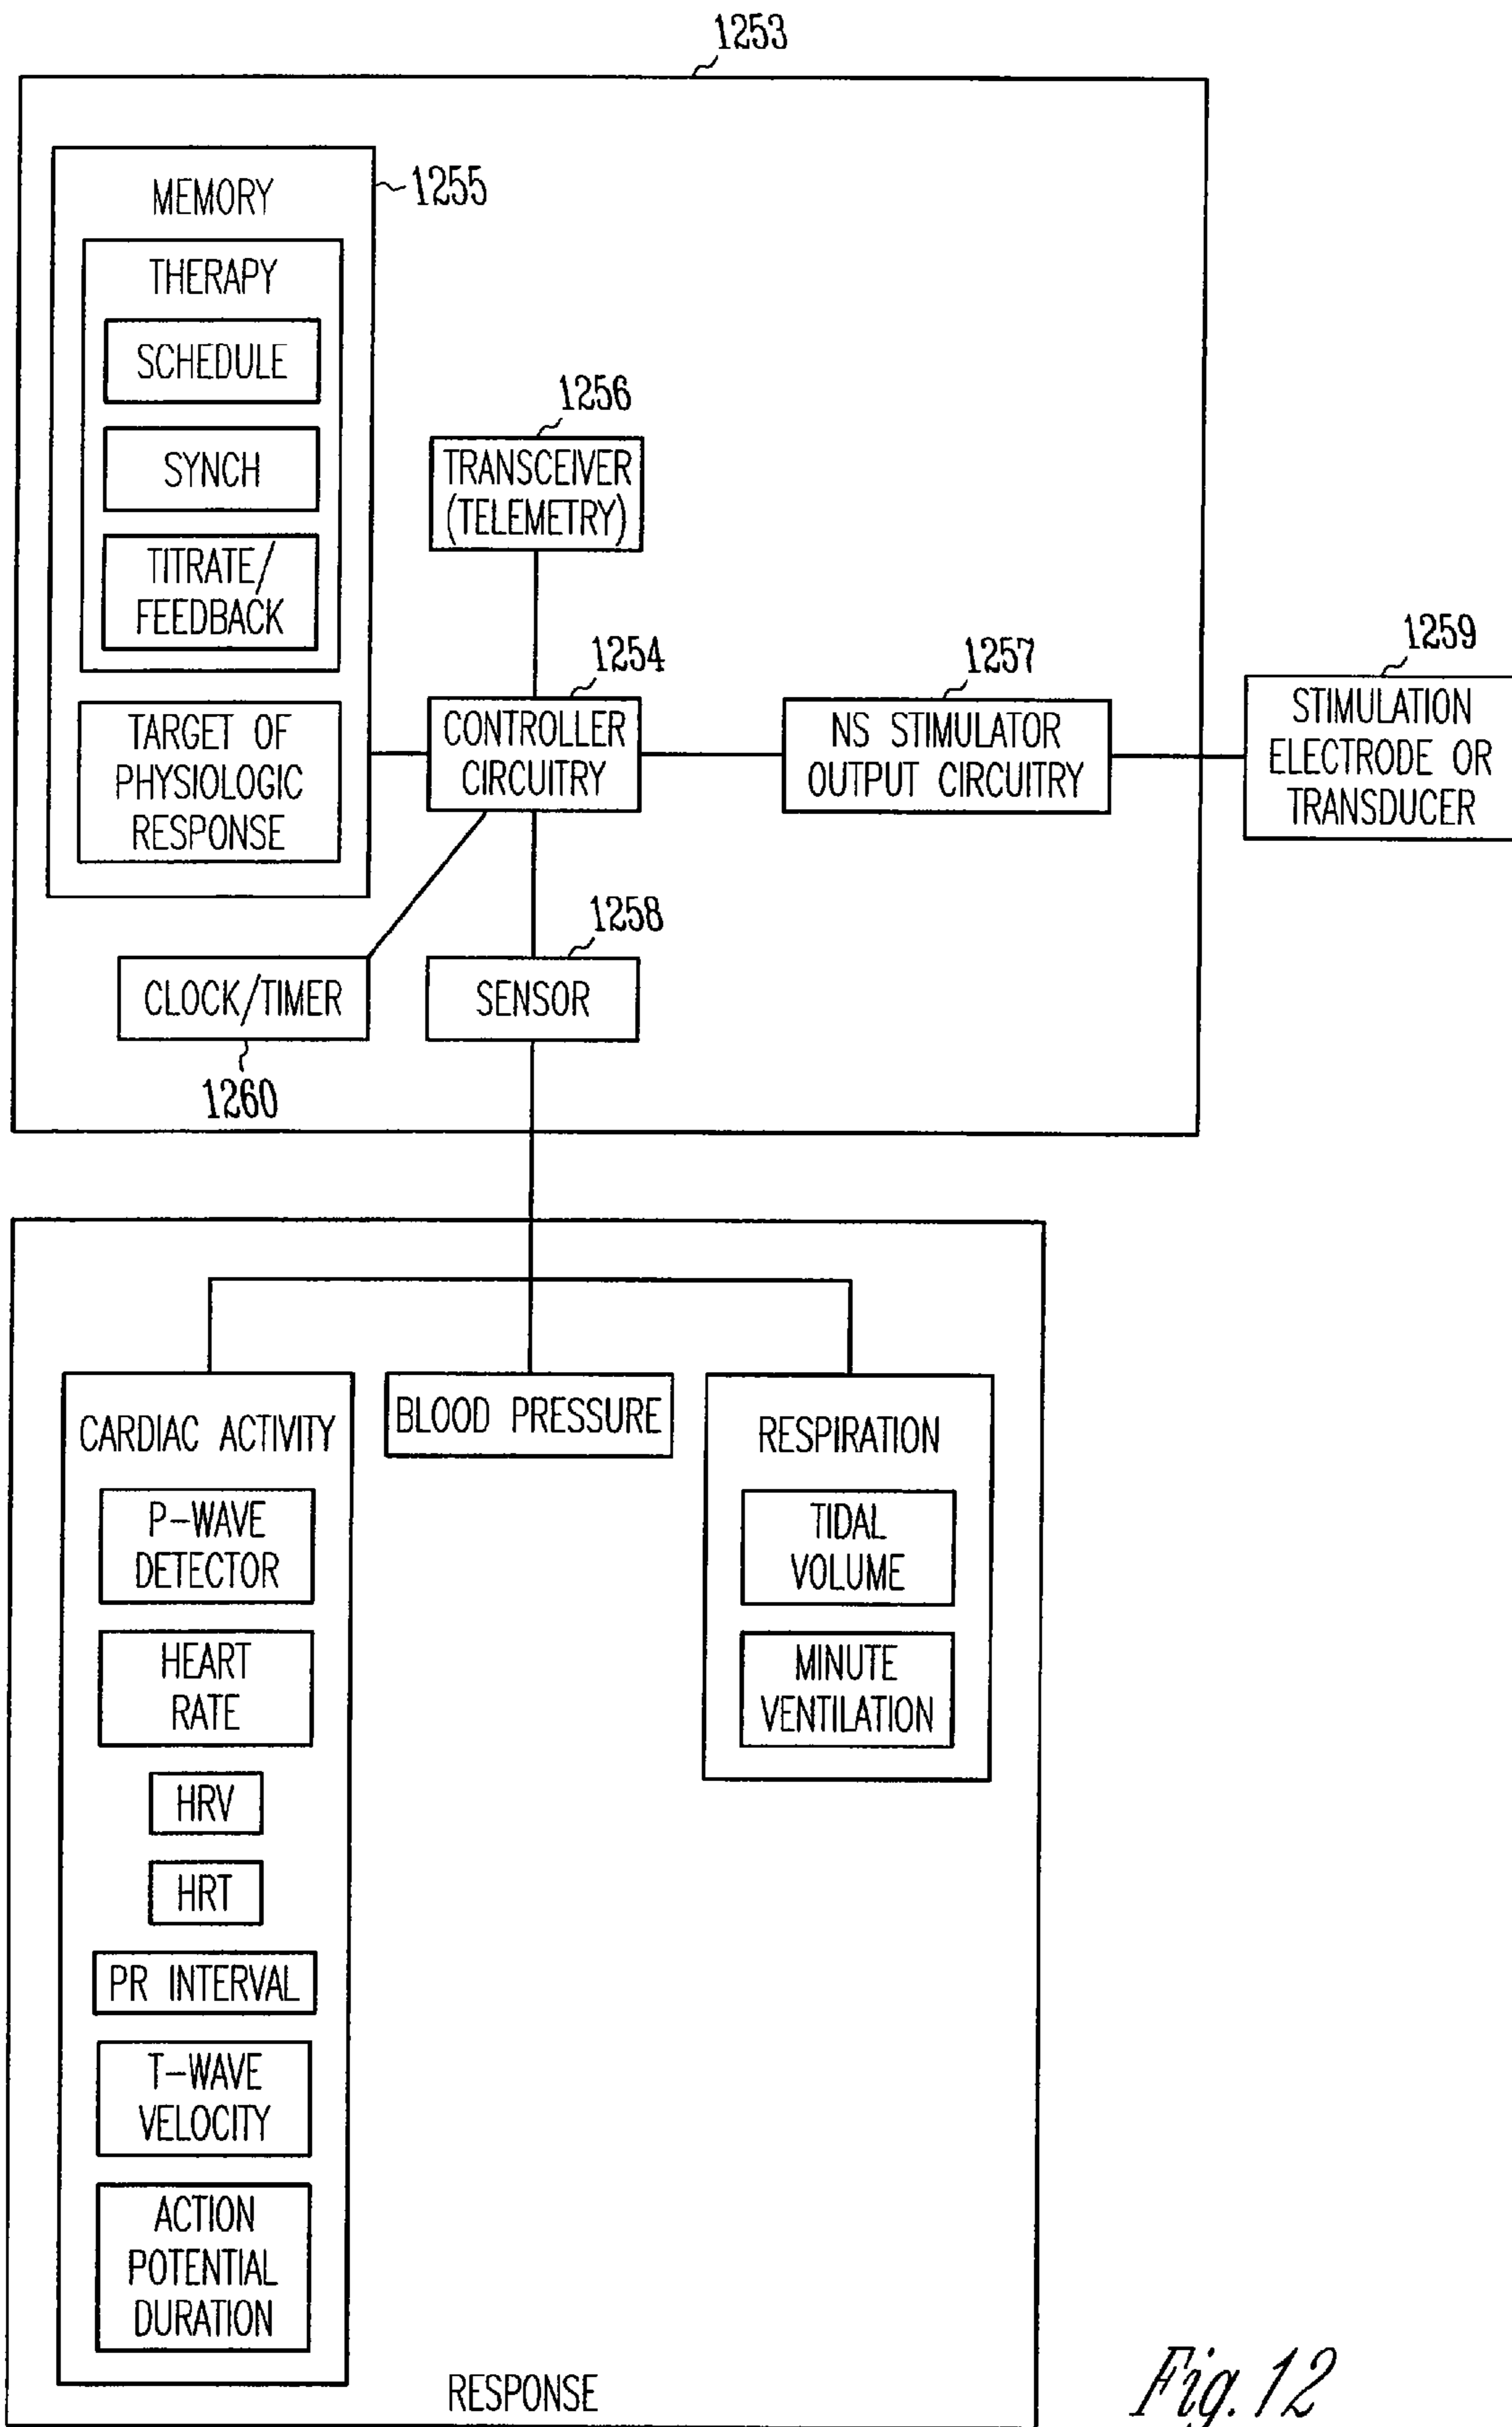 1253
MEMORY
1255
THERAPY
SCHEDULE
SYNCH
TITRATE/
FEEDBACK
TARGET OF
PHYSIOLOGIC
RESPONSE
1256
TRANSCEIVER
(TELEMETRY)
1254
CONTROLLER
CIRCUITRY
1257
NS STIMULATOR
OUTPUT CIRCUITRY
1259
STIMULATION
ELECTRODE OR
TRANSDUCER
CLOCK/TIMER
1260
1258
SENSOR
CARDIAC ACTIVITY
P-WAVE
DETECTOR
HEART
RATE
HRV
HRT
PR INTERVAL
T-WAVE
VELOCITY
ACTION
POTENTIAL
DURATION
BLOOD PRESSURE
RESPIRATION
TIDAL
VOLUME
MINUTE
VENTILATION
RESPONSE
Fig. 12